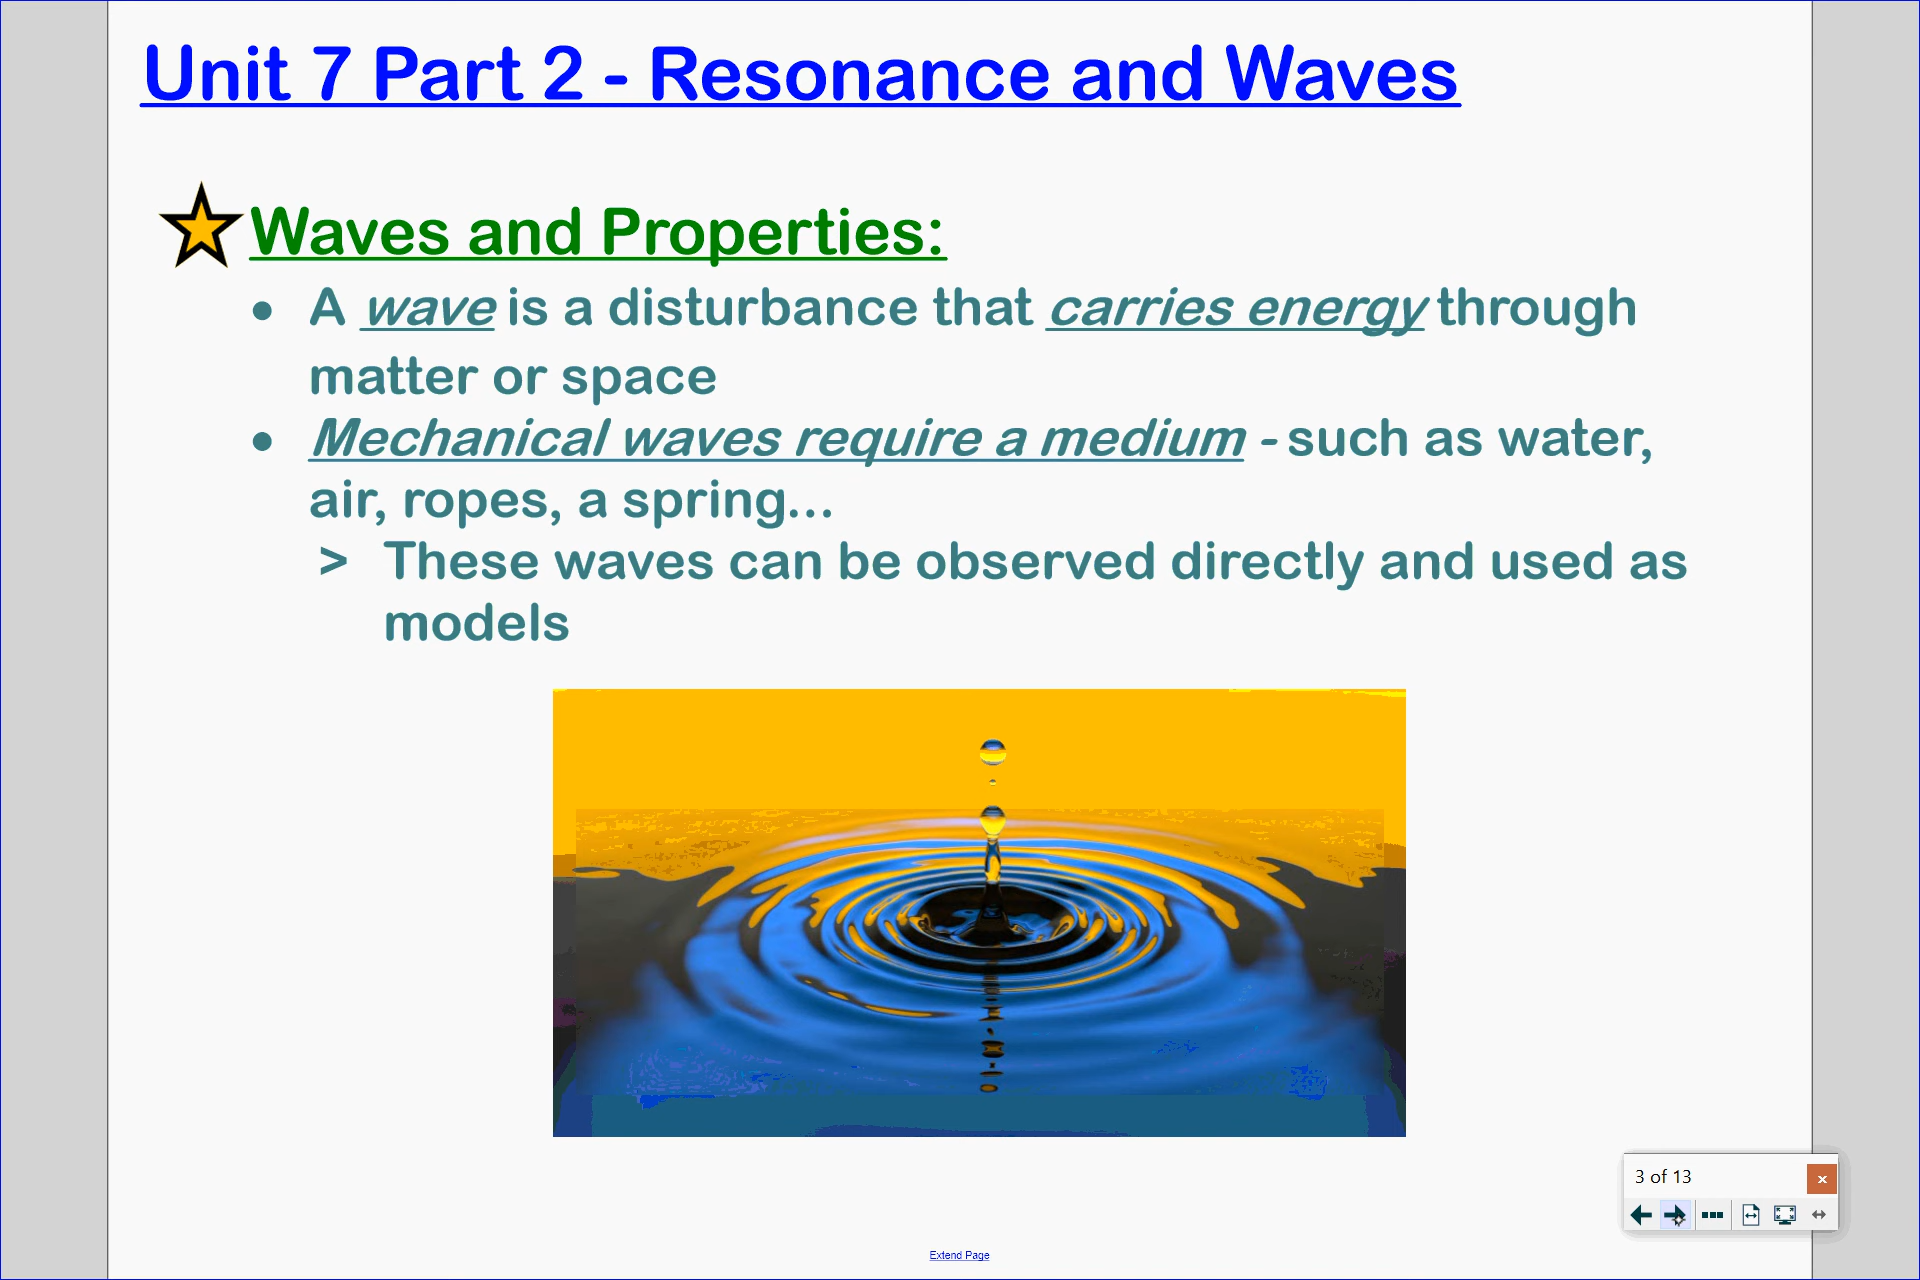 Unit 7 Part 2 - Resonance and Waves
Waves and Properties:
• A wave is a disturbance that carries energy through
matter or space
• Mechanical waves require a medium - such as water,
air, ropes, a spring...
> These waves can be observed directly and used as
models
3 of 13
Extend Page